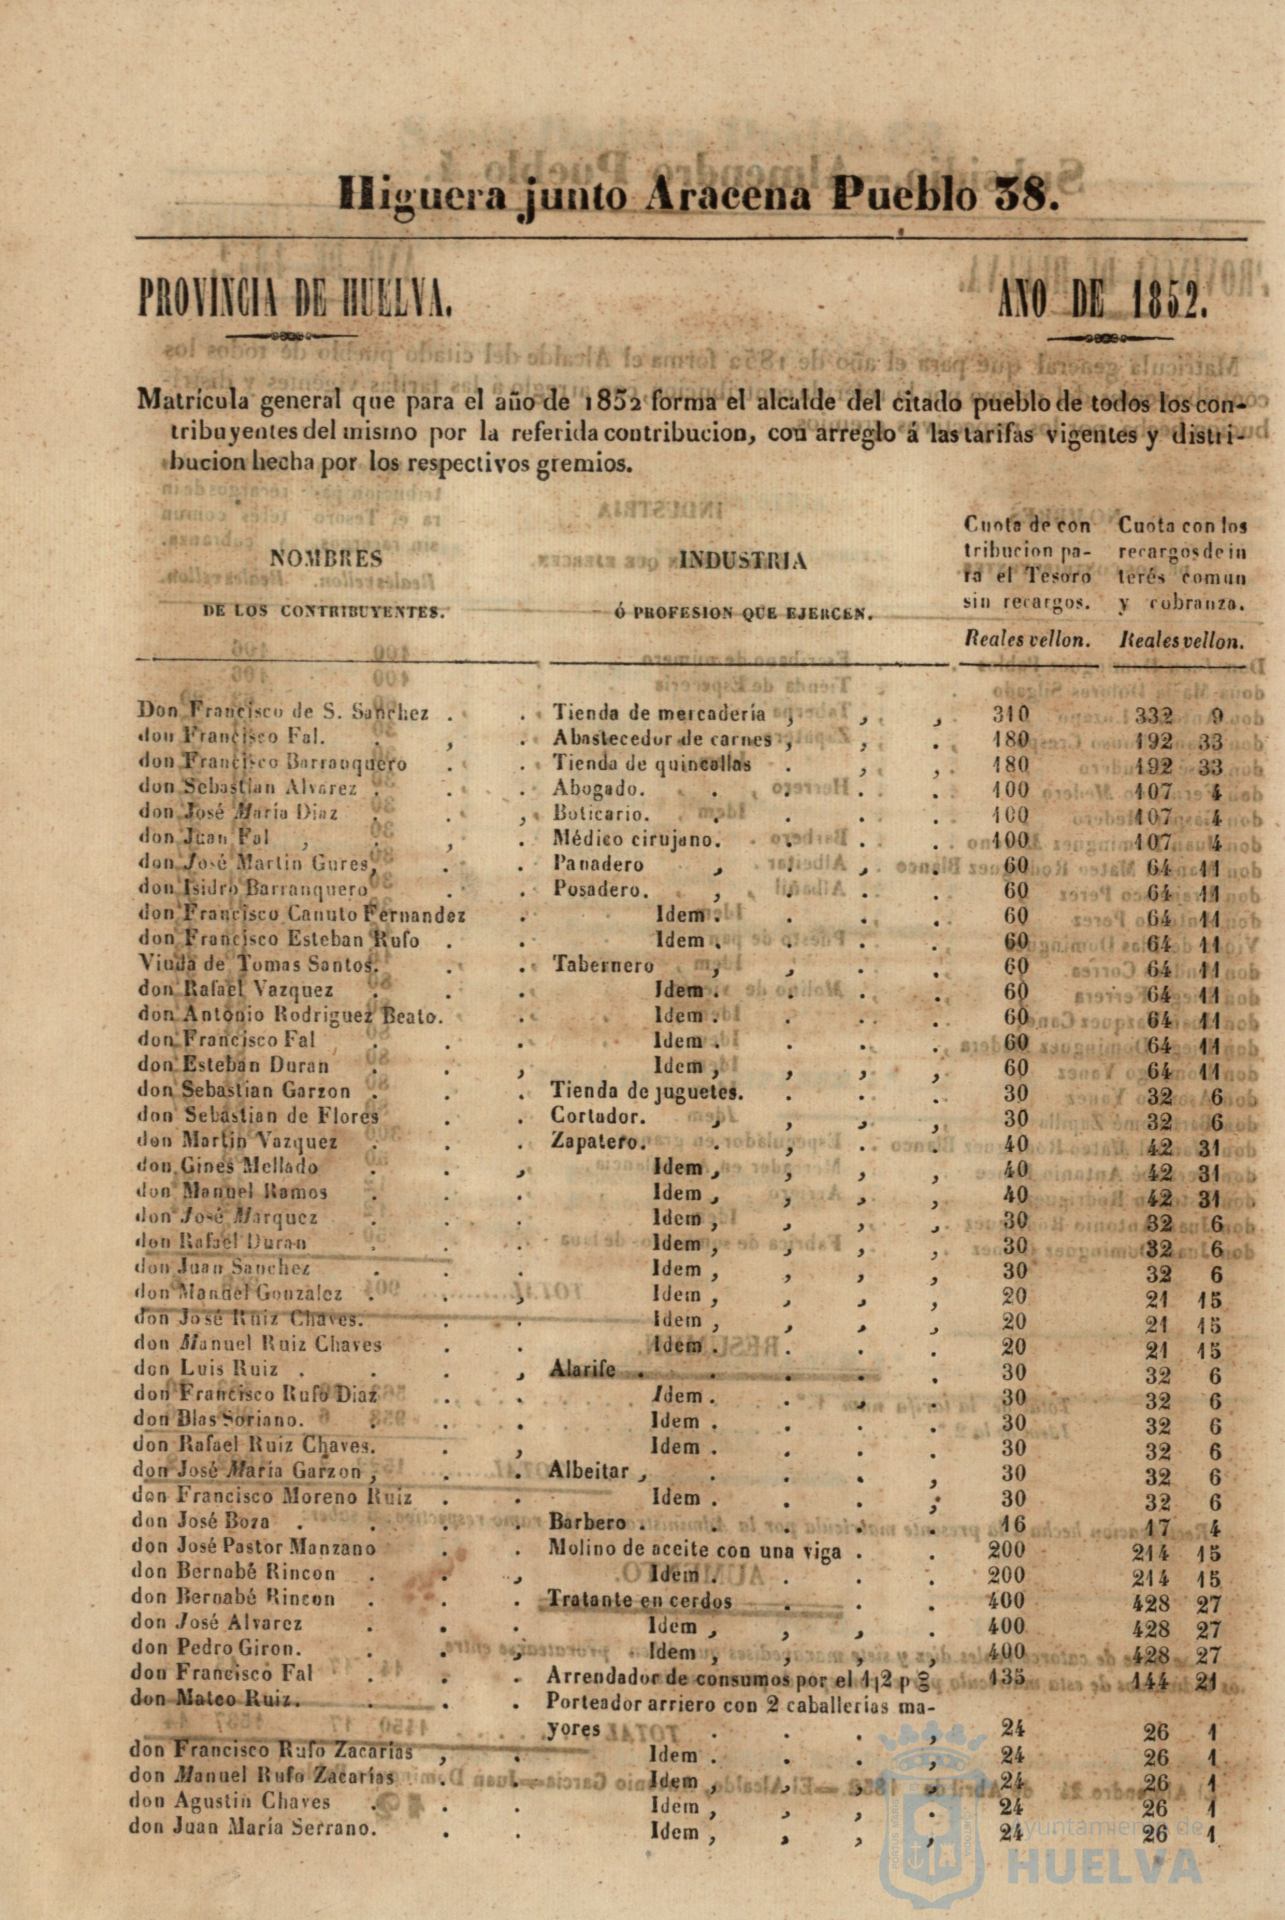 Higuera junto Aracena Pueblo 38.
PROVINCIA DE HUELVA. AÑO DE 1852.
Matrícula general que para el año de 1852 forma el alcalde del citado pueblo de todos los con-
tribuyentes del mismo por la referida contribucion, con arreglo á las tarifas vigentes y distri-
bucion hecha por los respectivos gremios.
NOMBRES
DE LOS CONTRIBUYENTES.
INDUSTRIA
Ó PROFESION QUE EJERCEN.
Cuota de con
tribucion pa-
ra el Tesoro
sin recargos.
Reales vellon.
Cuota con los
recargos de in
terés comun
y cobranza.
Reales vellon.
Don Francisco de S. Sanchez . . Tienda de mercadería , , , 310 332 9
don Francisco Fal. . , . Abastecedor de carnes , , . 180 192 33
don Francisco Barranquero . . Tienda de quincallas . , , 180 192 33
don Sebastian Alvarez . . . Abogado. . . . . 100 107 4
don José María Diaz . . , Boticario. . . . . 100 107 4
don Juan Fal , . , . Médico cirujano. . . . 100 107 4
don José Martin Gures, . . Panadero , . , . 60 64 11
don Isidro Barranquero . . Posadero. , . . . 60 64 11
don Francisco Canuto Fernandez . Idem . . . . 60 64 11
don Francisco Esteban Rufo . . Idem . . . . 60 64 11
Viuda de Tomas Santos. . . Tabernero , , . . 60 64 11
don Rafael Vazquez . . . Idem . . . . 60 64 11
don Antonio Rodriguez Beato. . Idem . . . . 60 64 11
don Francisco Fal . . . Idem . . . . 60 64 11
don Esteban Duran . . , Idem , , , , 60 64 11
don Sebastian Garzon . . . Tienda de juguetes. . . . 30 32 6
don Sebastian de Flores . . Cortador. , , , , 30 32 6
don Martin Vazquez . . . Zapatero. . , . . 40 42 31
don Gines Mellado . . , Idem , , , , 40 42 31
don Manuel Ramos . . . Idem , , , , 40 42 31
don José Marquez . . . Idem , , , , 30 32 6
don Rafael Duran . . . Idem , , , , 30 32 6
don Juan Sanchez . . . Idem , , , , 30 32 6
don Manuel Gonzalez . . , Idem , , , , 20 21 15
don José Ruiz Chaves. . . Idem , , , , 20 21 15
don Manuel Ruiz Chaves . . Idem . . . . 20 21 15
don Luis Ruiz . . . , Alarife . . . . . 30 32 6
don Francisco Rufo Diaz . . Idem . . , . 30 32 6
don Blas Soriano. . . . Idem . . . . 30 32 6
don Rafael Ruiz Chaves. . , Idem . . . . 30 32 6
don José María Garzon , . . Albeitar , . . . , 30 32 6
don Francisco Moreno Ruiz . . Idem . . . , 30 32 6
don José Boza . . . . Barbero . . . . . 16 17 4
don José Pastor Manzano . . Molino de aceite con una viga . . 200 214 15
don Bernabé Rincon . . , Idem . . . . 200 214 15
don Bernabé Rincon . . . Tratante en cerdos . . . 400 428 27
don José Alvarez . . . Idem , , , . 400 428 27
don Pedro Giron. . . , Idem , , , , 400 428 27
don Francisco Fal . . . Arrendador de consumos por el 1|2 p % 135 144 21
don Mateo Ruiz. . . . Porteador arriero con 2 caballerías ma-
yores . . , 24 26 1
don Francisco Rufo Zacarías , . Idem . . . , 24 26 1
don Manuel Rufo Zacarías . . Idem , , , , 24 26 1
don Agustin Chaves . . . Idem , , , . 24 26 1
don Juan María Serrano. . . Idem , , , , 24 26 1
Ayuntamiento de
HUELVA